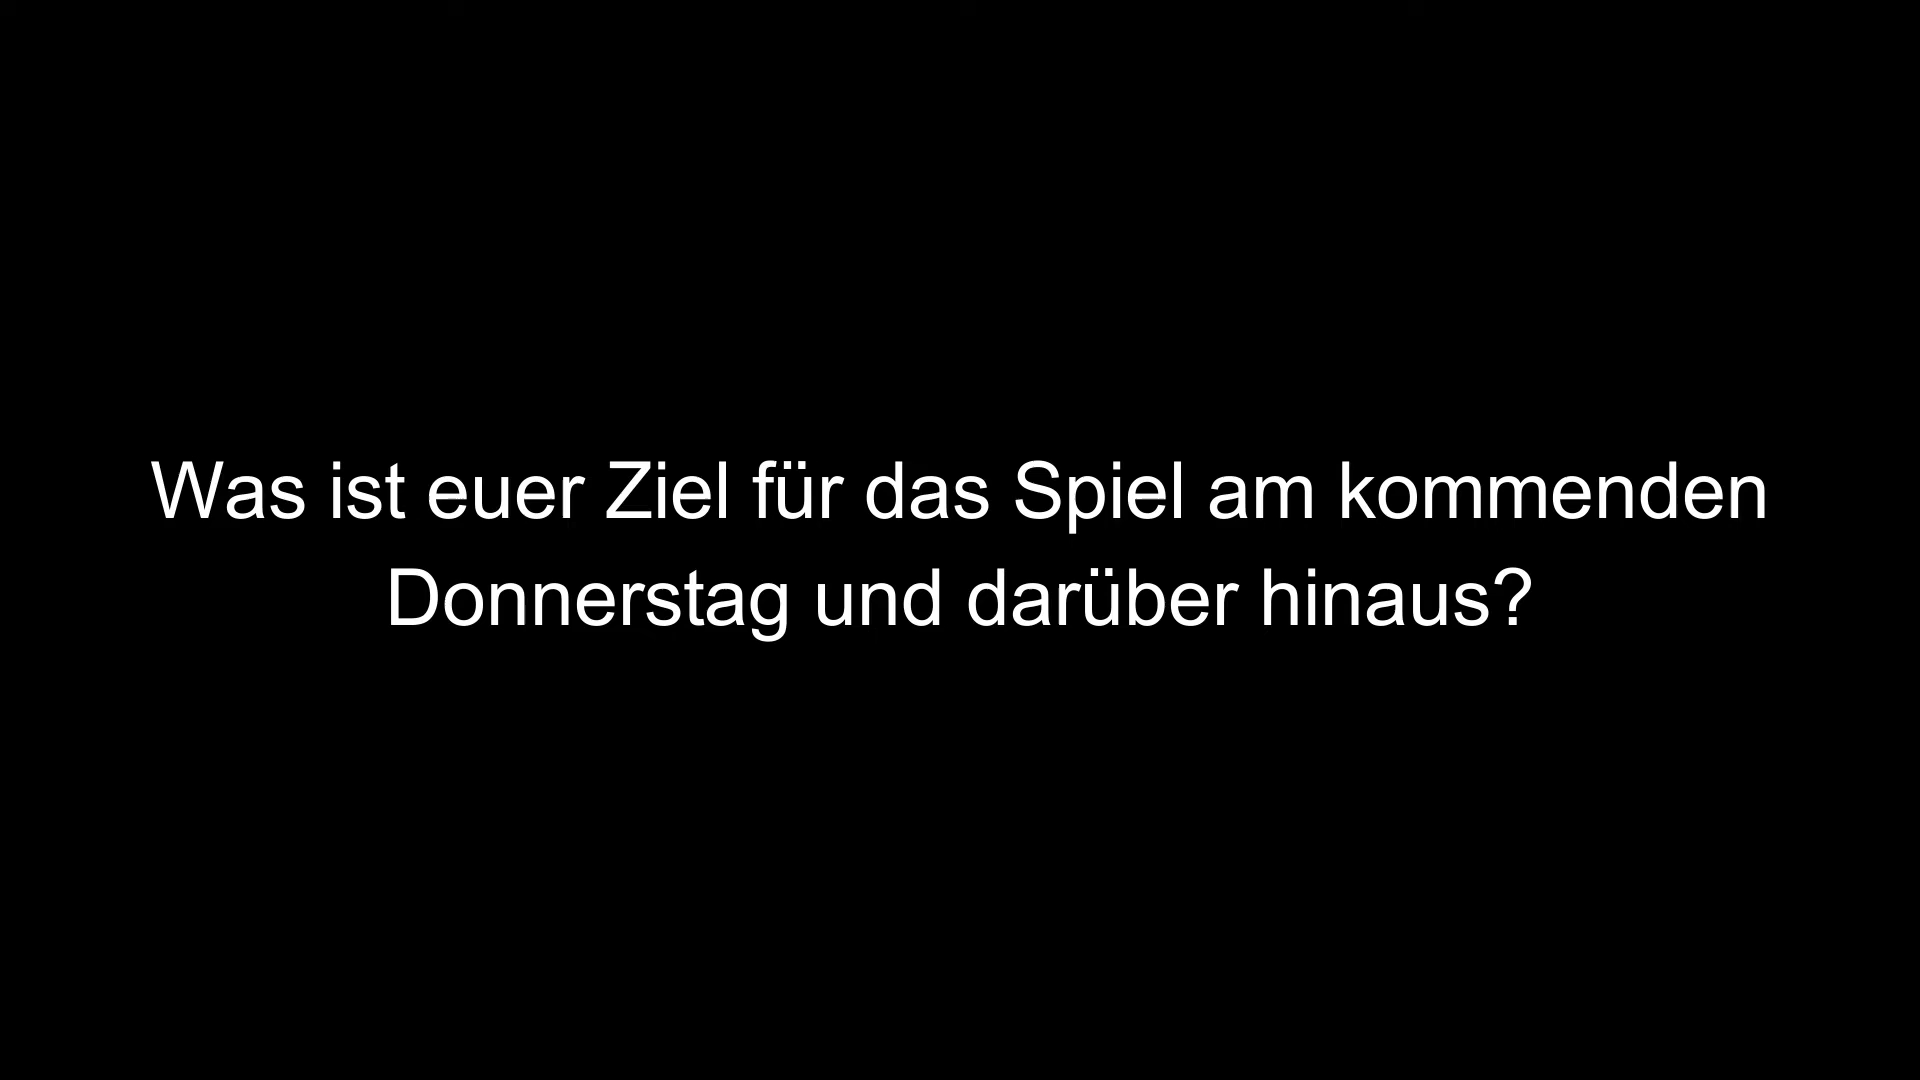 Was ist euer Ziel für das Spiel am kommenden
Donnerstag und darüber hinaus?